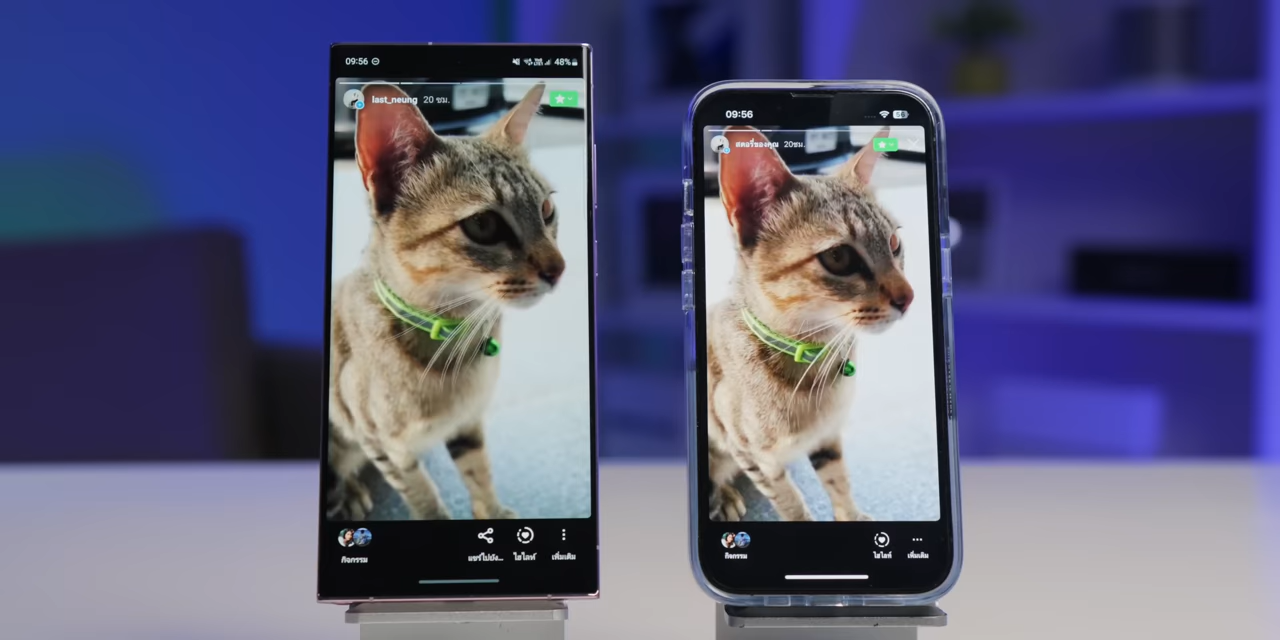 09:56
48%
last_neung 20 ชม.
กิจกรรม
แชร์ไปยัง...
ไฮไลท์
เพิ่มเติม
09:56
สตอรี่ของคุณ 20ชม.
กิจกรรม
ไฮไลท์
เพิ่มเติม